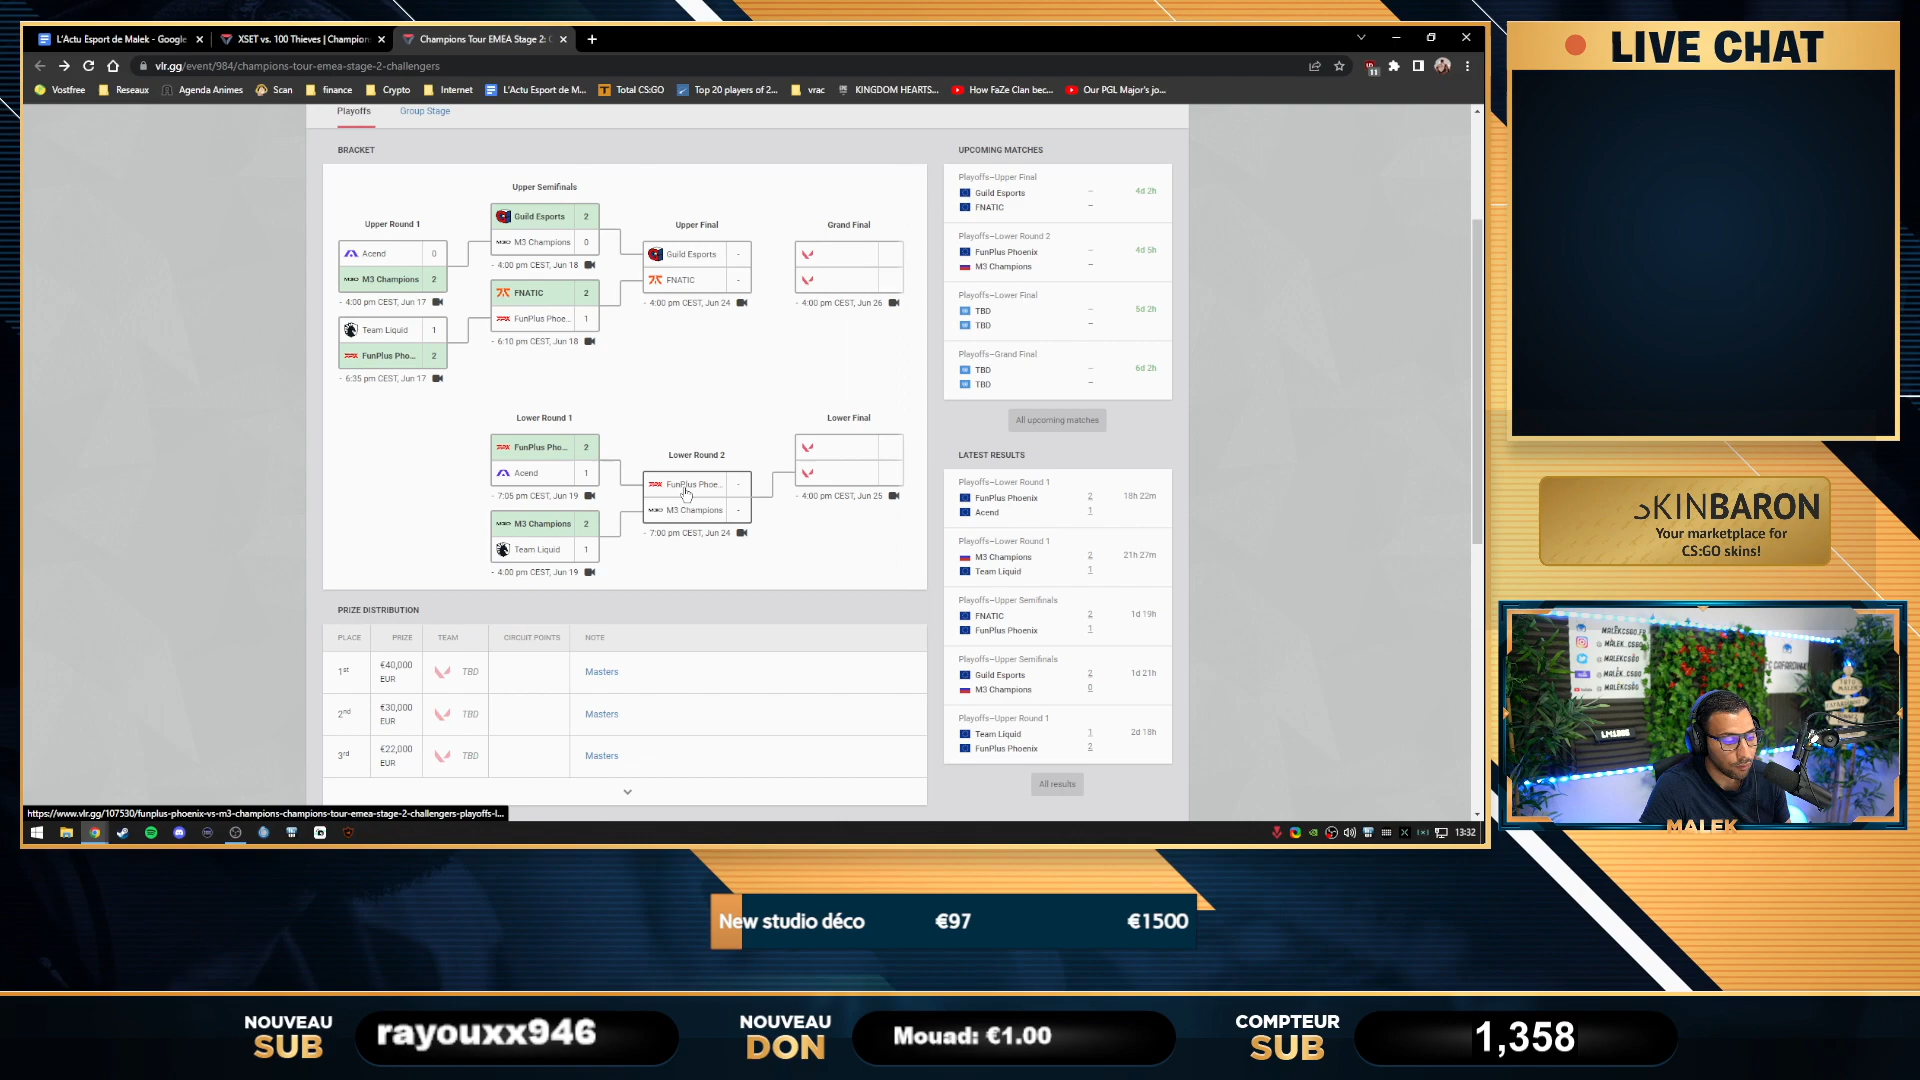 L'Actu Esport de Malek - Google
XSET vs. 100 Thieves | Champion
Champions Tour EMEA Stage 2: C
vlr.gg/event/984/champions-tour-emea-stage-2-challengers
11
Vostfree
Reseaux
Agenda Animes
Scan
finance
Crypto
Internet
L'Actu Esport de M...
Total CS:GO
Top 20 players of 2...
vrac
KINGDOM HEARTS...
How FaZe Clan bec...
Our PGL Major's jo...
Playoffs
Group Stage
BRACKET
Upper Round 1
Acend 0
M3C M3 Champions 2
- 4:00 pm CEST, Jun 17
Team Liquid 1
FunPlus Pho... 2
- 6:35 pm CEST, Jun 17
Upper Semifinals
Guild Esports 2
M3C M3 Champions 0
- 4:00 pm CEST, Jun 18
FNATIC 2
FunPlus Phoe... 1
- 6:10 pm CEST, Jun 18
Upper Final
Guild Esports -
FNATIC -
- 4:00 pm CEST, Jun 24
Grand Final
- 4:00 pm CEST, Jun 26
Lower Round 1
FunPlus Pho... 2
Acend 1
- 7:05 pm CEST, Jun 19
M3C M3 Champions 2
Team Liquid 1
- 4:00 pm CEST, Jun 19
Lower Round 2
FunPlus Phoe... -
M3C M3 Champions -
- 7:00 pm CEST, Jun 24
Lower Final
- 4:00 pm CEST, Jun 25
PRIZE DISTRIBUTION
PLACE PRIZE TEAM CIRCUIT POINTS NOTE
1st €40,000 EUR TBD Masters
2nd €30,000 EUR TBD Masters
3rd €22,000 EUR TBD Masters
UPCOMING MATCHES
Playoffs–Upper Final
Guild Esports – 4d 2h
FNATIC –
Playoffs–Lower Round 2
FunPlus Phoenix – 4d 5h
M3 Champions –
Playoffs–Lower Final
TBD – 5d 2h
TBD –
Playoffs–Grand Final
TBD – 6d 2h
TBD –
All upcoming matches
LATEST RESULTS
Playoffs–Lower Round 1
FunPlus Phoenix 2 18h 22m
Acend 1
Playoffs–Lower Round 1
M3 Champions 2 21h 27m
Team Liquid 1
Playoffs–Upper Semifinals
FNATIC 2 1d 19h
FunPlus Phoenix 1
Playoffs–Upper Semifinals
Guild Esports 2 1d 21h
M3 Champions 0
Playoffs–Upper Round 1
Team Liquid 1 2d 18h
FunPlus Phoenix 2
All results
https://www.vlr.gg/107530/funplus-phoenix-vs-m3-champions-champions-tour-emea-stage-2-challengers-playoffs-l...
13:32
LIVE CHAT
SKINBARON
Your marketplace for
CS:GO skins!
MALEKCSGO.FR
@MALEK_CSGO
@MALEKCSGO
@MALEK_CSGO
@MALEKCSGO
MALEK
New studio déco €97 €1500
NOUVEAU
SUB
rayouxx946
NOUVEAU
DON
Mouad: €1.00
COMPTEUR
SUB
1,358